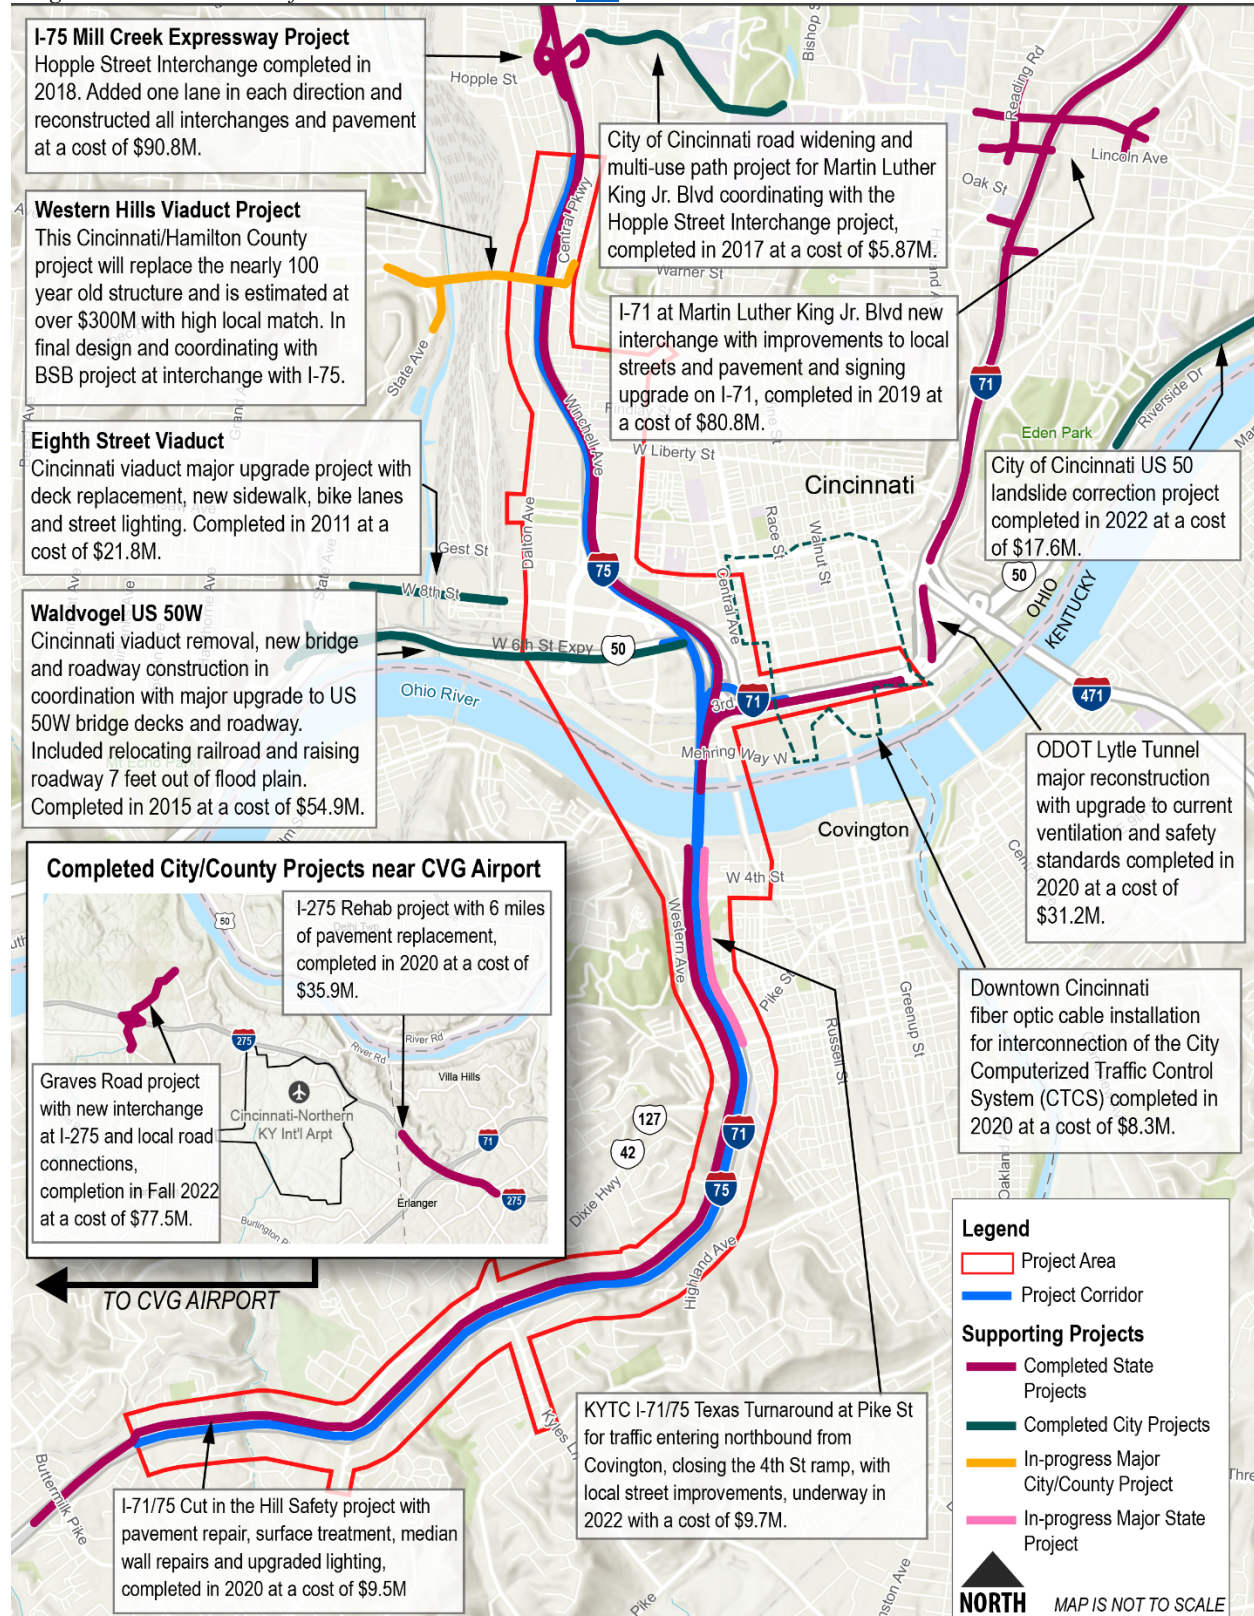 I-75 Mill Creek Expressway Project
Hopple Street Interchange completed in
2018. Added one lane in each direction and
reconstructed all interchanges and pavement
at a cost of $90.8M.
Hopple St
Bishop S
Reading Rd
Lincoln Ave
Oak St
City of Cincinnati road widening and
multi-use path project for Martin Luther
King Jr. Blvd coordinating with the
Hopple Street Interchange project,
completed in 2017 at a cost of $5.87M.
Western Hills Viaduct Project
This Cincinnati/Hamilton County
project will replace the nearly 100
year old structure and is estimated at
over $300M with high local match. In
final design and coordinating with
BSB project at interchange with I-75.
Central Pkwy
Warner St
State Ave
I-71 at Martin Luther King Jr. Blvd new
interchange with improvements to local
streets and pavement and signing
upgrade on I-71, completed in 2019 at
a cost of $80.8M.
71
Riverside Dr
Eden Park
Winchell Ave
Findlay St
W Liberty St
Cincinnati
Eighth Street Viaduct
Cincinnati viaduct major upgrade project with
deck replacement, new sidewalk, bike lanes
and street lighting. Completed in 2011 at a
cost of $21.8M.
City of Cincinnati US 50
landslide correction project
completed in 2022 at a cost
of $17.6M.
Dalton Ave
Gest St
Race St
Walnut St
State Ave
75
50
OHIO
KENTUCKY
W 8th St
Central Ave
Waldvogel US 50W
Cincinnati viaduct removal, new bridge
and roadway construction in
coordination with major upgrade to US
50W bridge decks and roadway.
Included relocating railroad and raising
roadway 7 feet out of flood plain.
Completed in 2015 at a cost of $54.9M.
W 6th St Expy
50
Ohio River
3rd
71
471
Mehring Way W
Mt Echo Park
ODOT Lytle Tunnel
major reconstruction
with upgrade to current
ventilation and safety
standards completed in
2020 at a cost of
$31.2M.
Covington
W 4th St
Western Ave
Pike St
Russell St
Greenup St
Completed City/County Projects near CVG Airport
50
I-275 Rehab project with 6 miles
of pavement replacement,
completed in 2020 at a cost of
$35.9M.
275
River Rd
River Rd
Villa Hills
Graves Road project
with new interchange
at I-275 and local road
connections,
completion in Fall 2022
at a cost of $77.5M.
Cincinnati-Northern
KY Int'l Arpt
71
Erlanger
275
Burlington P
TO CVG AIRPORT
Downtown Cincinnati
fiber optic cable installation
for interconnection of the City
Computerized Traffic Control
System (CTCS) completed in
2020 at a cost of $8.3M.
Oakland A
127
42
71
75
Dixie Hwy
Highland Ave
Kyles Ln
Buttermilk Pike
KYTC I-71/75 Texas Turnaround at Pike St
for traffic entering northbound from
Covington, closing the 4th St ramp, with
local street improvements, underway in
2022 with a cost of $9.7M.
I-71/75 Cut in the Hill Safety project with
pavement repair, surface treatment, median
wall repairs and upgraded lighting,
completed in 2020 at a cost of $9.5M
Pike
nston Av
Thre
Legend
Project Area
Project Corridor
Supporting Projects
Completed State
Projects
Completed City Projects
In-progress Major
City/County Project
In-progress Major State
Project
NORTH
MAP IS NOT TO SCALE